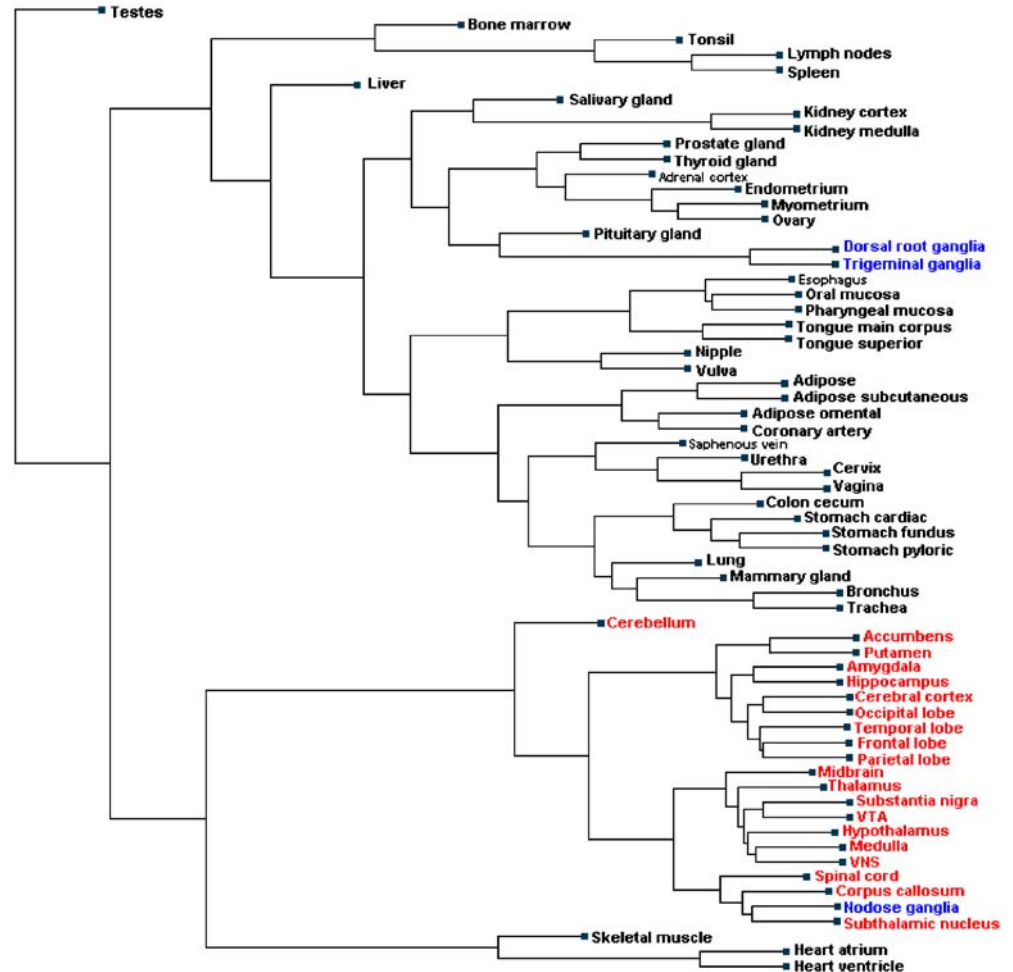 Testes
Bone marrow
Tonsil
Lymph nodes
Spleen
Liver
Salivary gland
Kidney cortex
Kidney medulla
Prostate gland
Thyroid gland
Adrenal cortex
Endometrium
Myometrium
Ovary
Pituitary gland
Dorsal root ganglia
Trigeminal ganglia
Esophagus
Oral mucosa
Pharyngeal mucosa
Tongue main corpus
Tongue superior
Nipple
Vulva
Adipose
Adipose subcutaneous
Adipose omental
Coronary artery
Saphenous vein
Urethra
Cervix
Vagina
Colon cecum
Stomach cardiac
Stomach fundus
Stomach pyloric
Lung
Mammary gland
Bronchus
Trachea
Cerebellum
Accumbens
Putamen
Amygdala
Hippocampus
Cerebral cortex
Occipital lobe
Temporal lobe
Frontal lobe
Parietal lobe
Midbrain
Thalamus
Substantia nigra
VTA
Hypothalamus
Medulla
VNS
Spinal cord
Corpus callosum
Nodose ganglia
Subthalamic nucleus
Skeletal muscle
Heart atrium
Heart ventricle